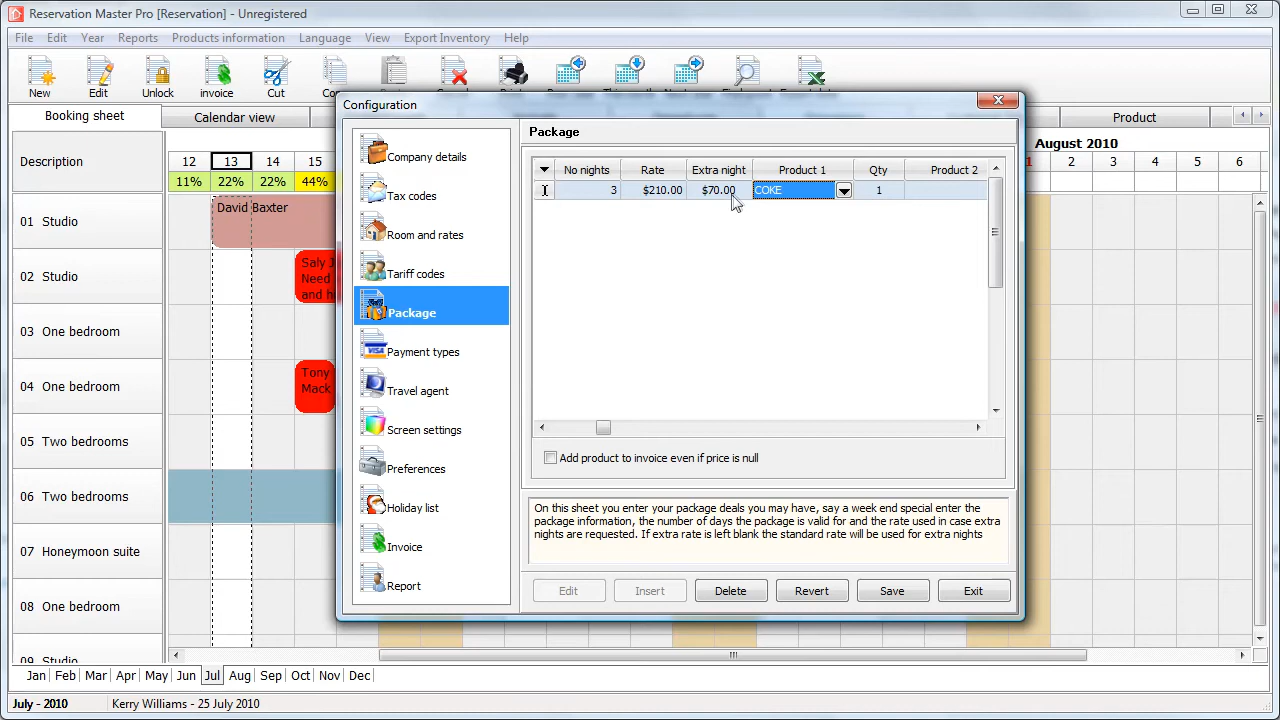 Reservation Master Pro [Reservation] - Unregistered
File Edit Year Reports Products information Language View Export Inventory Help
New Edit Unlock invoice Cut
Booking sheet Calendar view Product
Configuration
Description
12 13 14 15
11% 22% 22% 44%
August 2010
2 3 4 5 6
01 Studio
02 Studio
03 One bedroom
04 One bedroom
05 Two bedrooms
06 Two bedrooms
07 Honeymoon suite
08 One bedroom
09 Studio
David Baxter
Saly J
Need
and h
Tony
Mack
Company details
Tax codes
Room and rates
Tariff codes
Package
Payment types
Travel agent
Screen settings
Preferences
Holiday list
Invoice
Report
Package
No nights Rate Extra night Product 1 Qty Product 2
3 $210.00 $70.00 COKE 1
Add product to invoice even if price is null
On this sheet you enter your package deals you may have, say a week end special enter the
package information, the number of days the package is valid for and the rate used in case extra
nights are requested. If extra rate is left blank the standard rate will be used for extra nights
Edit Insert Delete Revert Save Exit
Jan Feb Mar Apr May Jun Jul Aug Sep Oct Nov Dec
July - 2010 Kerry Williams - 25 July 2010